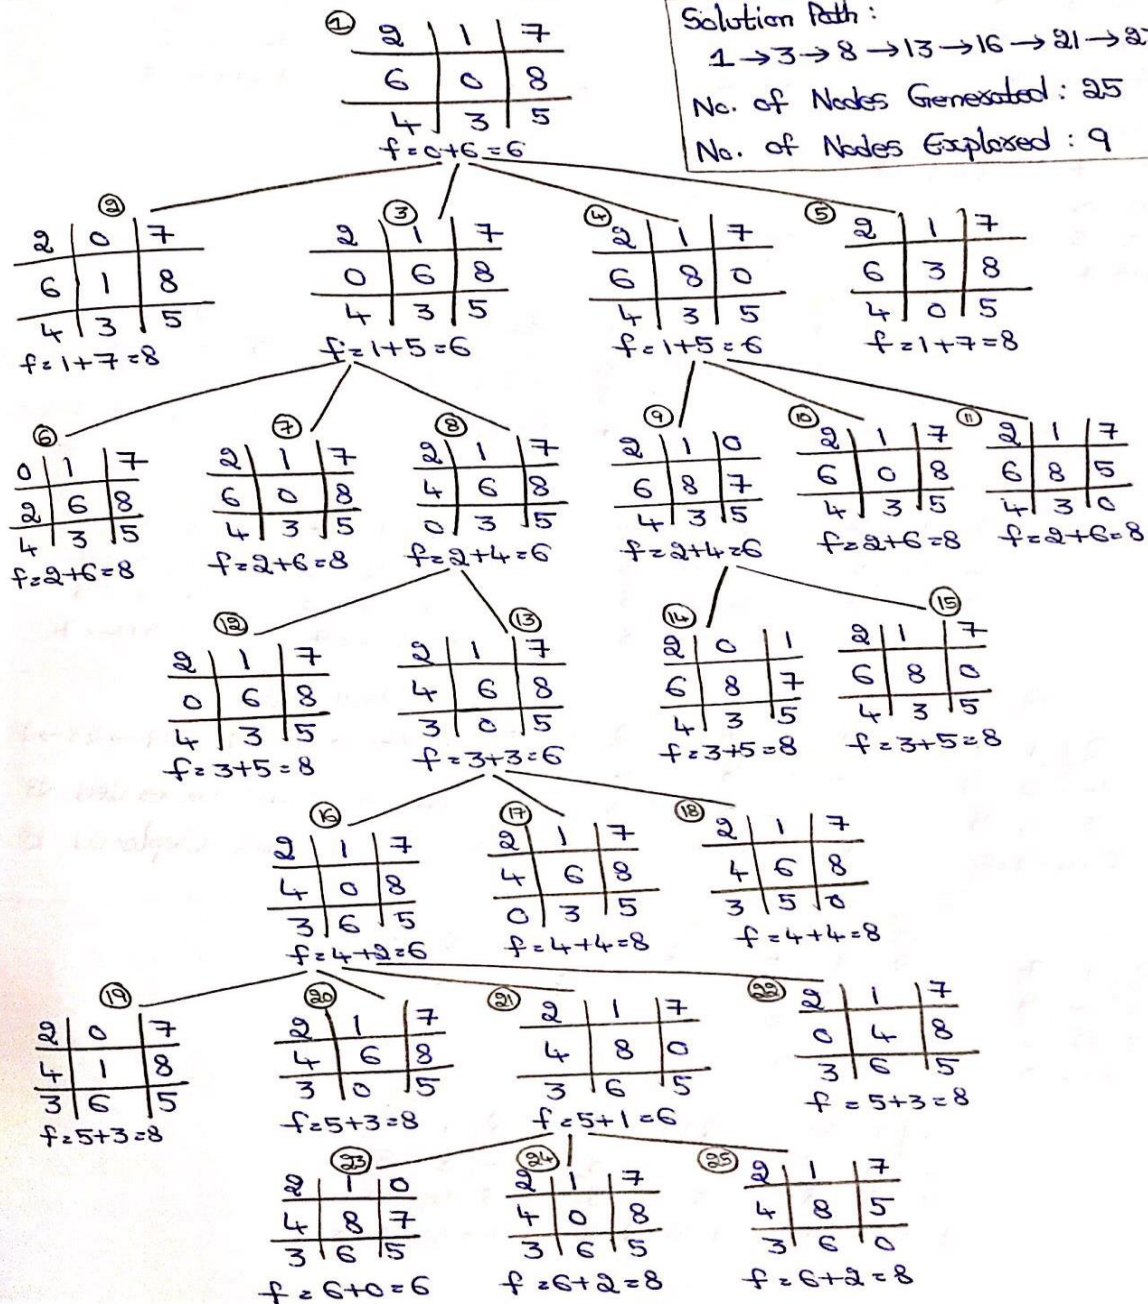 ① 2 1 7
6 0 8
4 3 5
f=0+6=6
Solution Path:
1→3→8→13→16→21→2
No. of Nodes Generated: 25
No. of Nodes Explored: 9
② 2 0 7
6 1 8
4 3 5
f=1+7=8
③ 2 1 7
0 6 8
4 3 5
f=1+5=6
④ 2 1 7
6 8 0
4 3 5
f=1+5=6
⑤ 2 1 7
6 3 8
4 0 5
f=1+7=8
⑥ 0 1 7
2 6 8
4 3 5
f=2+6=8
⑦ 2 1 7
6 0 8
4 3 5
f=2+6=8
⑧ 2 1 7
4 6 8
0 3 5
f=2+4=6
⑨ 2 1 0
6 8 7
4 3 5
f=2+4=6
⑩ 2 1 7
6 0 8
4 3 5
f=2+6=8
⑪ 2 1 7
6 8 5
4 3 0
f=2+6=8
⑫ 2 1 7
0 6 8
4 3 5
f=3+5=8
⑬ 2 1 7
4 6 8
3 0 5
f=3+3=6
⑭ 2 0 1
6 8 7
4 3 5
f=3+5=8
⑮ 2 1 7
6 8 0
4 3 5
f=3+5=8
⑯ 2 1 7
4 0 8
3 6 5
f=4+2=6
⑰ 2 1 7
4 6 8
0 3 5
f=4+4=8
⑱ 2 1 7
4 6 8
3 5 0
f=4+4=8
⑲ 2 0 7
4 1 8
3 6 5
f=5+3=8
⑳ 2 1 7
4 6 8
3 0 5
f=5+3=8
㉑ 2 1 7
4 8 0
3 6 5
f=5+1=6
㉒ 2 1 7
0 4 8
3 6 5
f=5+3=8
㉓ 2 1 0
4 8 7
3 6 5
f=6+0=6
㉔ 2 1 7
4 0 8
3 6 5
f=6+2=8
㉕ 2 1 7
4 8 5
3 6 0
f=6+2=8